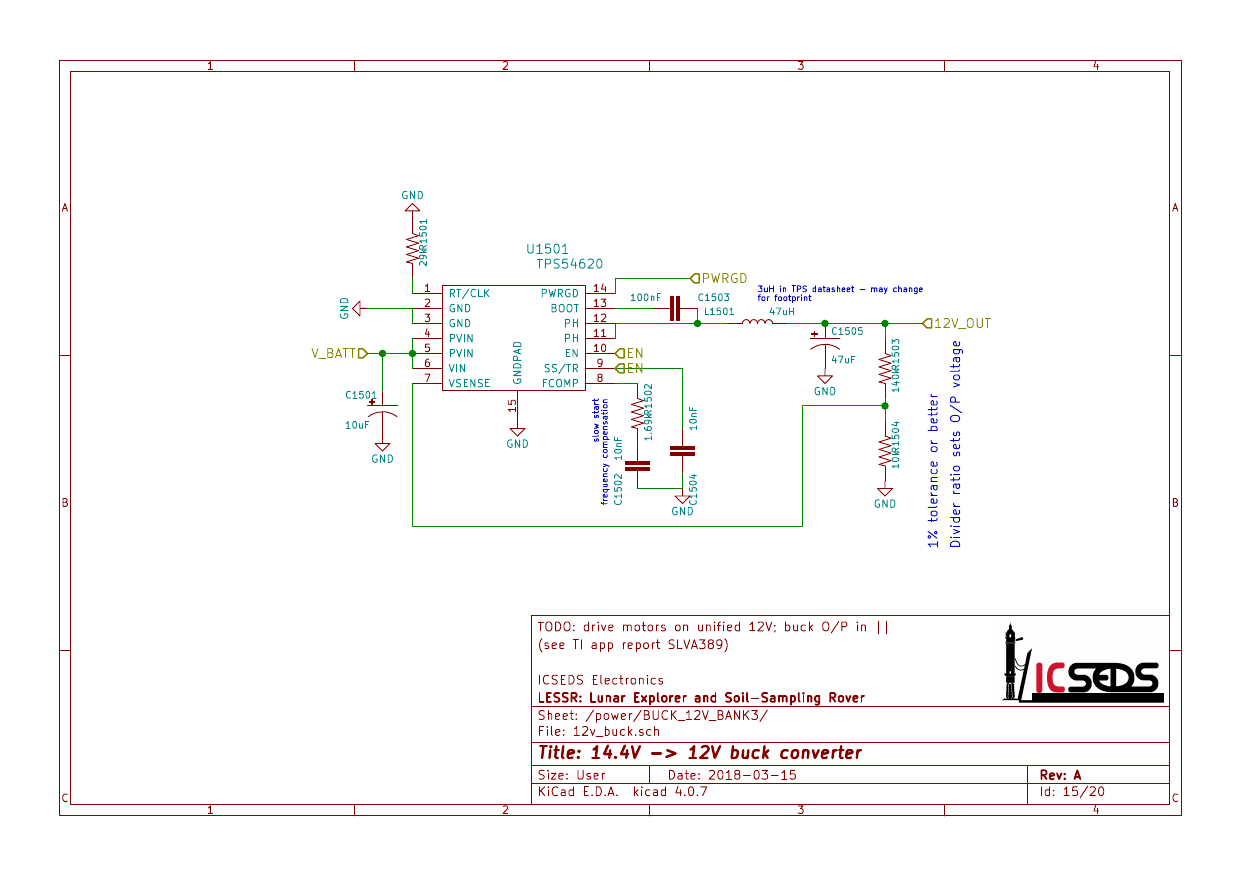 1 2 3 4
A A
B B
C C
GND
29k R1501
U1501
TPS54620
GND
1 RT/CLK
2 GND
3 GND
4 PVIN
5 PVIN
6 VIN
7 VSENSE
GNDPAD
15
GND
PWRGD 14
BOOT 13
PH 12
PH 11
EN 10
SS/TR 9
FCOMP 8
V_BATT
C1501
10uF
GND
PWRGD
100nF
C1503
L1501
47uH
3uH in TPS datasheet – may change
for footprint
EN
EN
slow start
frequency compensation
1.69k R1502
10nF
C1502
10nF
C1504
GND
C1505
47uF
GND
12V_OUT
140k R1503
10k R1504
GND
1% tolerance or better
Divider ratio sets O/P voltage
TODO: drive motors on unified 12V; buck O/P in ||
(see TI app report SLVA389)
ICSEDS Electronics
LESSR: Lunar Explorer and Soil–Sampling Rover
ICSEDS
Sheet: /power/BUCK_12V_BANK3/
File: 12v_buck.sch
Title: 14.4V –> 12V buck converter
Size: User Date: 2018–03–15 Rev: A
KiCad E.D.A. kicad 4.0.7 Id: 15/20
1 2 3 4